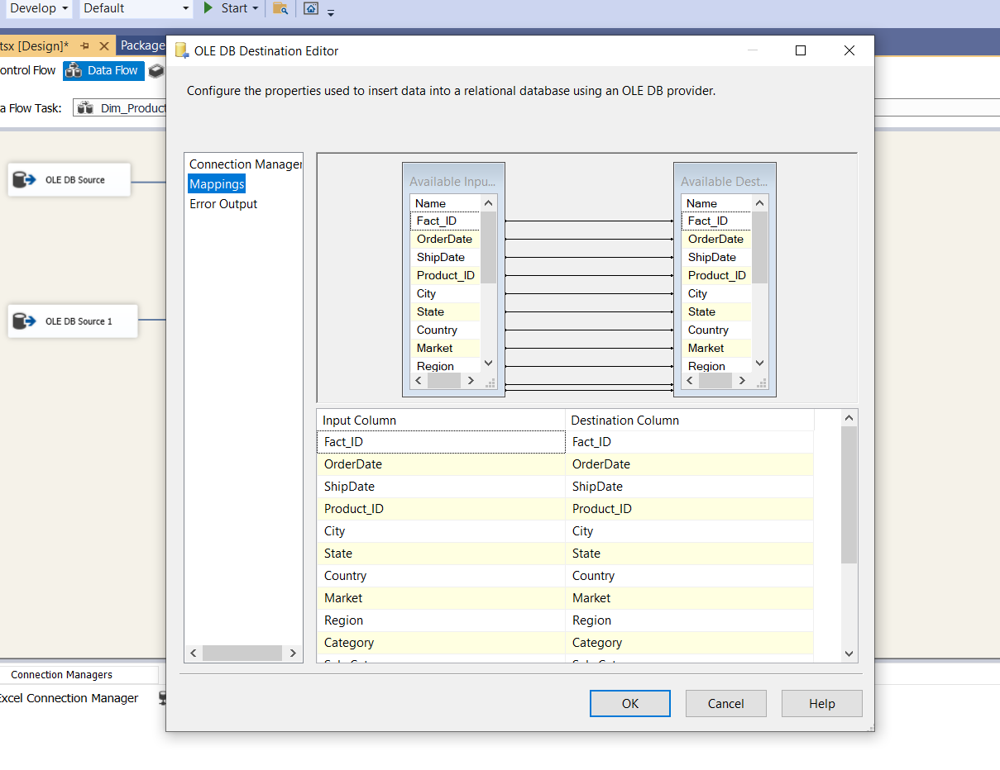 Develop Default Start
tsx [Design]* Package
ontrol Flow Data Flow
a Flow Task: Dim_Product
OLE DB Source
OLE DB Source 1
Connection Managers
Excel Connection Manager
OLE DB Destination Editor
Configure the properties used to insert data into a relational database using an OLE DB provider.
Connection Manager
Mappings
Error Output
Available Inpu...
Name
Fact_ID
OrderDate
ShipDate
Product_ID
City
State
Country
Market
Region
Available Dest...
Name
Fact_ID
OrderDate
ShipDate
Product_ID
City
State
Country
Market
Region
Input Column Destination Column
Fact_ID Fact_ID
OrderDate OrderDate
ShipDate ShipDate
Product_ID Product_ID
City City
State State
Country Country
Market Market
Region Region
Category Category
OK Cancel Help